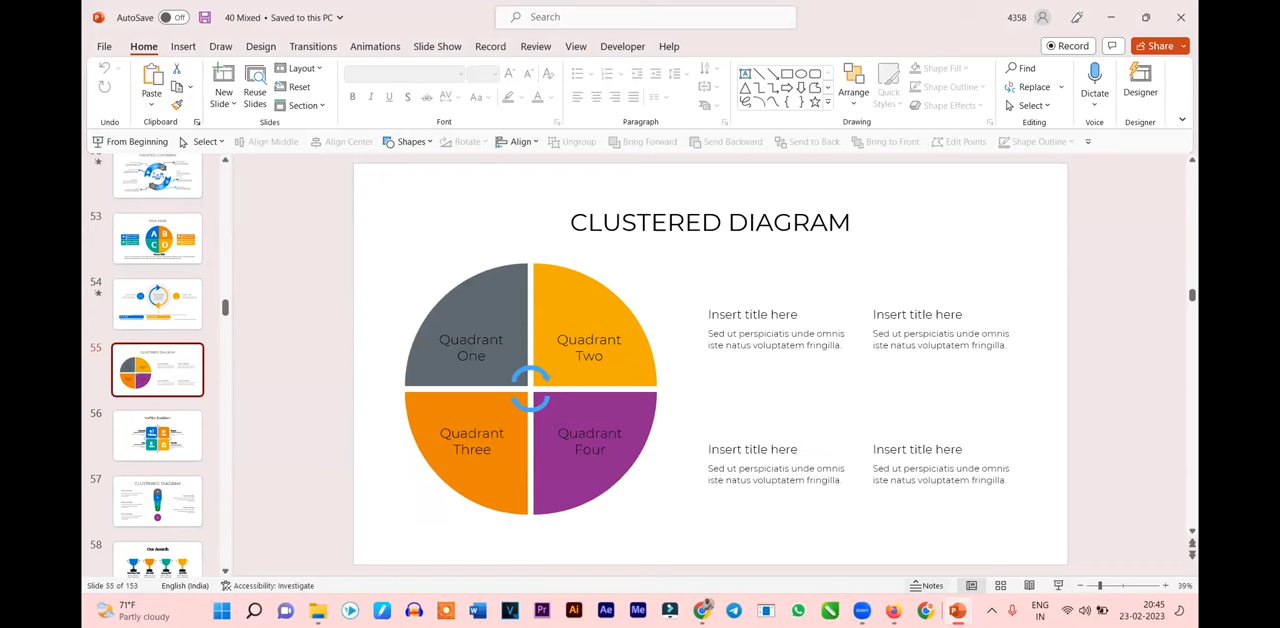 AutoSave Off 40 Mixed • Saved to this PC Search 4358
File Home Insert Draw Design Transitions Animations Slide Show Record Review View Developer Help Record Share
Undo
Paste
Clipboard
New Slide
Reuse Slides
Layout
Reset
Section
Slides
Font
Paragraph
Arrange
Quick Styles
Shape Fill
Shape Outline
Shape Effects
Drawing
Find
Replace
Select
Editing
Dictate
Voice
Designer
Designer
From Beginning Select Align Middle Align Center Shapes Rotate Align Ungroup Bring Forward Send Backward Send to Back Bring to Front Edit Points Shape Outline
53
54
55
56
57
58
CLUSTERED DIAGRAM
Quadrant
One
Quadrant
Two
Quadrant
Three
Quadrant
Four
Insert title here
Sed ut perspiciatis unde omnis
iste natus voluptatem fringilla.
Insert title here
Sed ut perspiciatis unde omnis
iste natus voluptatem fringilla.
Insert title here
Sed ut perspiciatis unde omnis
iste natus voluptatem fringilla.
Insert title here
Sed ut perspiciatis unde omnis
iste natus voluptatem fringilla.
Slide 55 of 153 English (India) Accessibility: Investigate Notes 39%
71°F
Partly cloudy
ENG
IN
20:45
23-02-2023